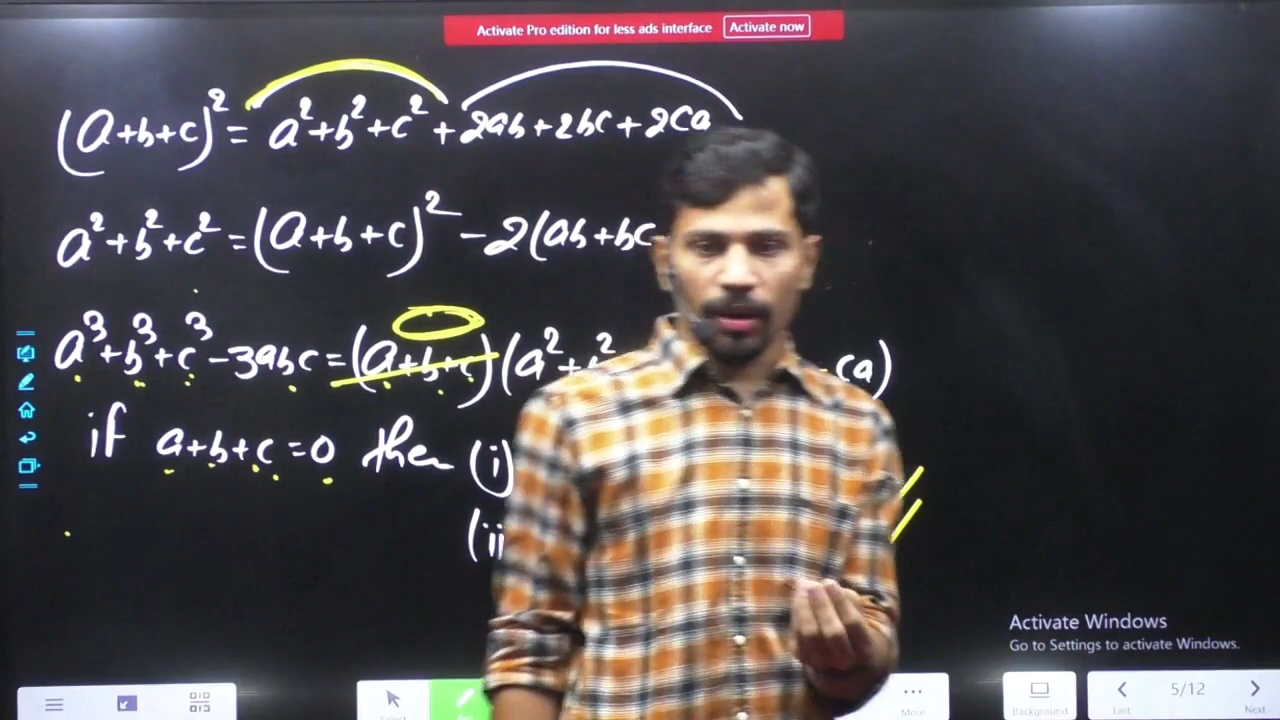 Activate Pro edition for less ads interface Activate now
(a+b+c)² = a²+b²+c²+2ab+2bc+2ca
a²+b²+c² = (a+b+c)² - 2(ab+bc
a³+b³+c³-3abc = (a+b+c)(a²+b² - ca)
if a+b+c=0 then (i)
(ii
Activate Windows
Go to Settings to activate Windows.
Select
More
Background
Last 5/12 Next